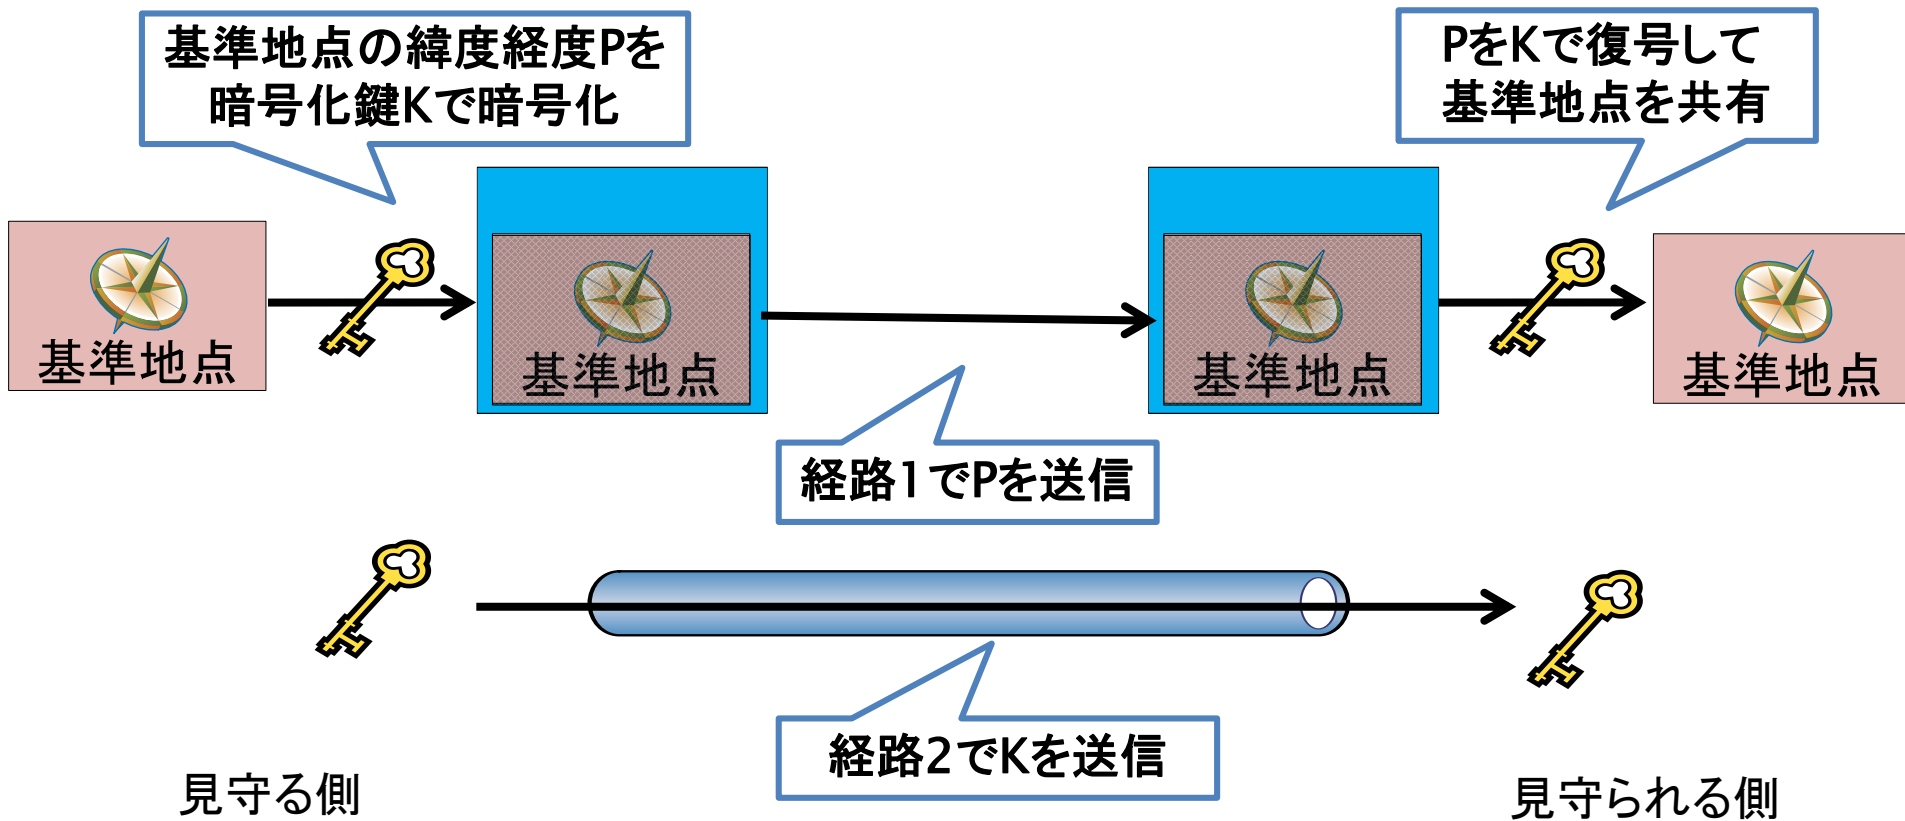 基準地点の緯度経度Pを
暗号化鍵Kで暗号化
PをKで復号して
基準地点を共有
基準地点
基準地点
基準地点
基準地点
経路1でPを送信
経路2でKを送信
見守る側
見守られる側